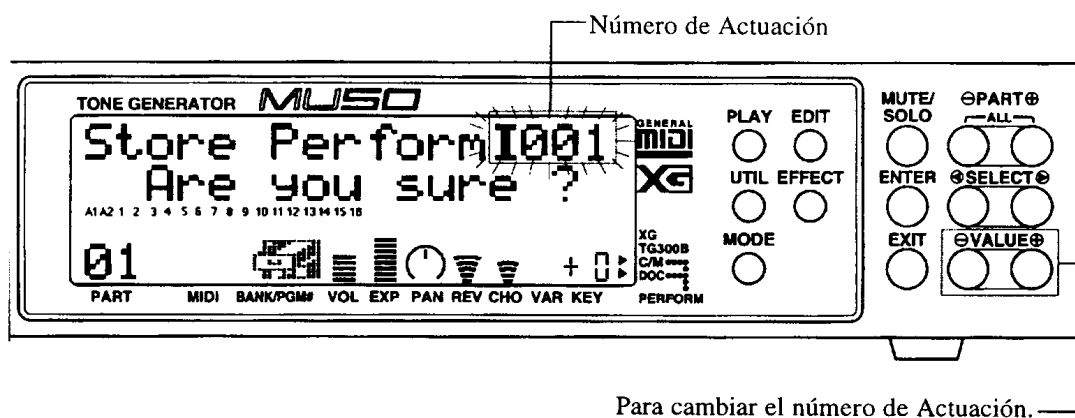 Número de Actuación
TONE GENERATOR MU50
Store Perform I001
Are you sure ?
A1 A2 1 2 3 4 5 6 7 8 9 10 11 12 13 14 15 16
01
+ 0
PART MIDI BANK/PGM# VOL EXP PAN REV CHO VAR KEY
GENERAL
MIDI
XG
XG
TG300B
C/M
DOC
PERFORM
PLAY EDIT
UTIL EFFECT
MODE
MUTE/
SOLO
⊖PART⊕
ALL
ENTER
◀SELECT▶
EXIT
⊖VALUE⊕
Para cambiar el número de Actuación.